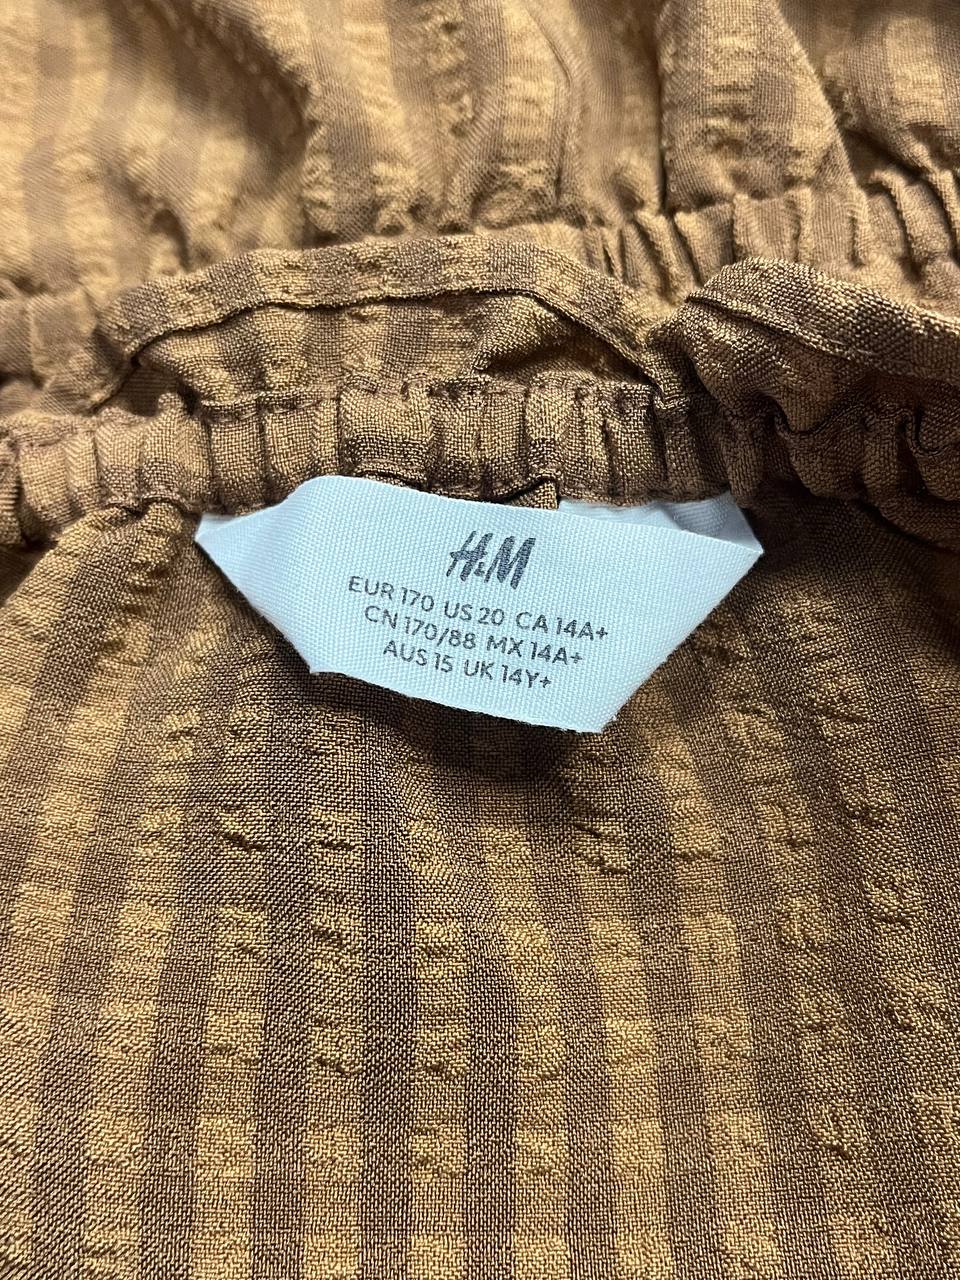 H&M
EUR 170 US 20 CA 14A+
CN 170/88 MX 14A+
AUS 15 UK 14Y+